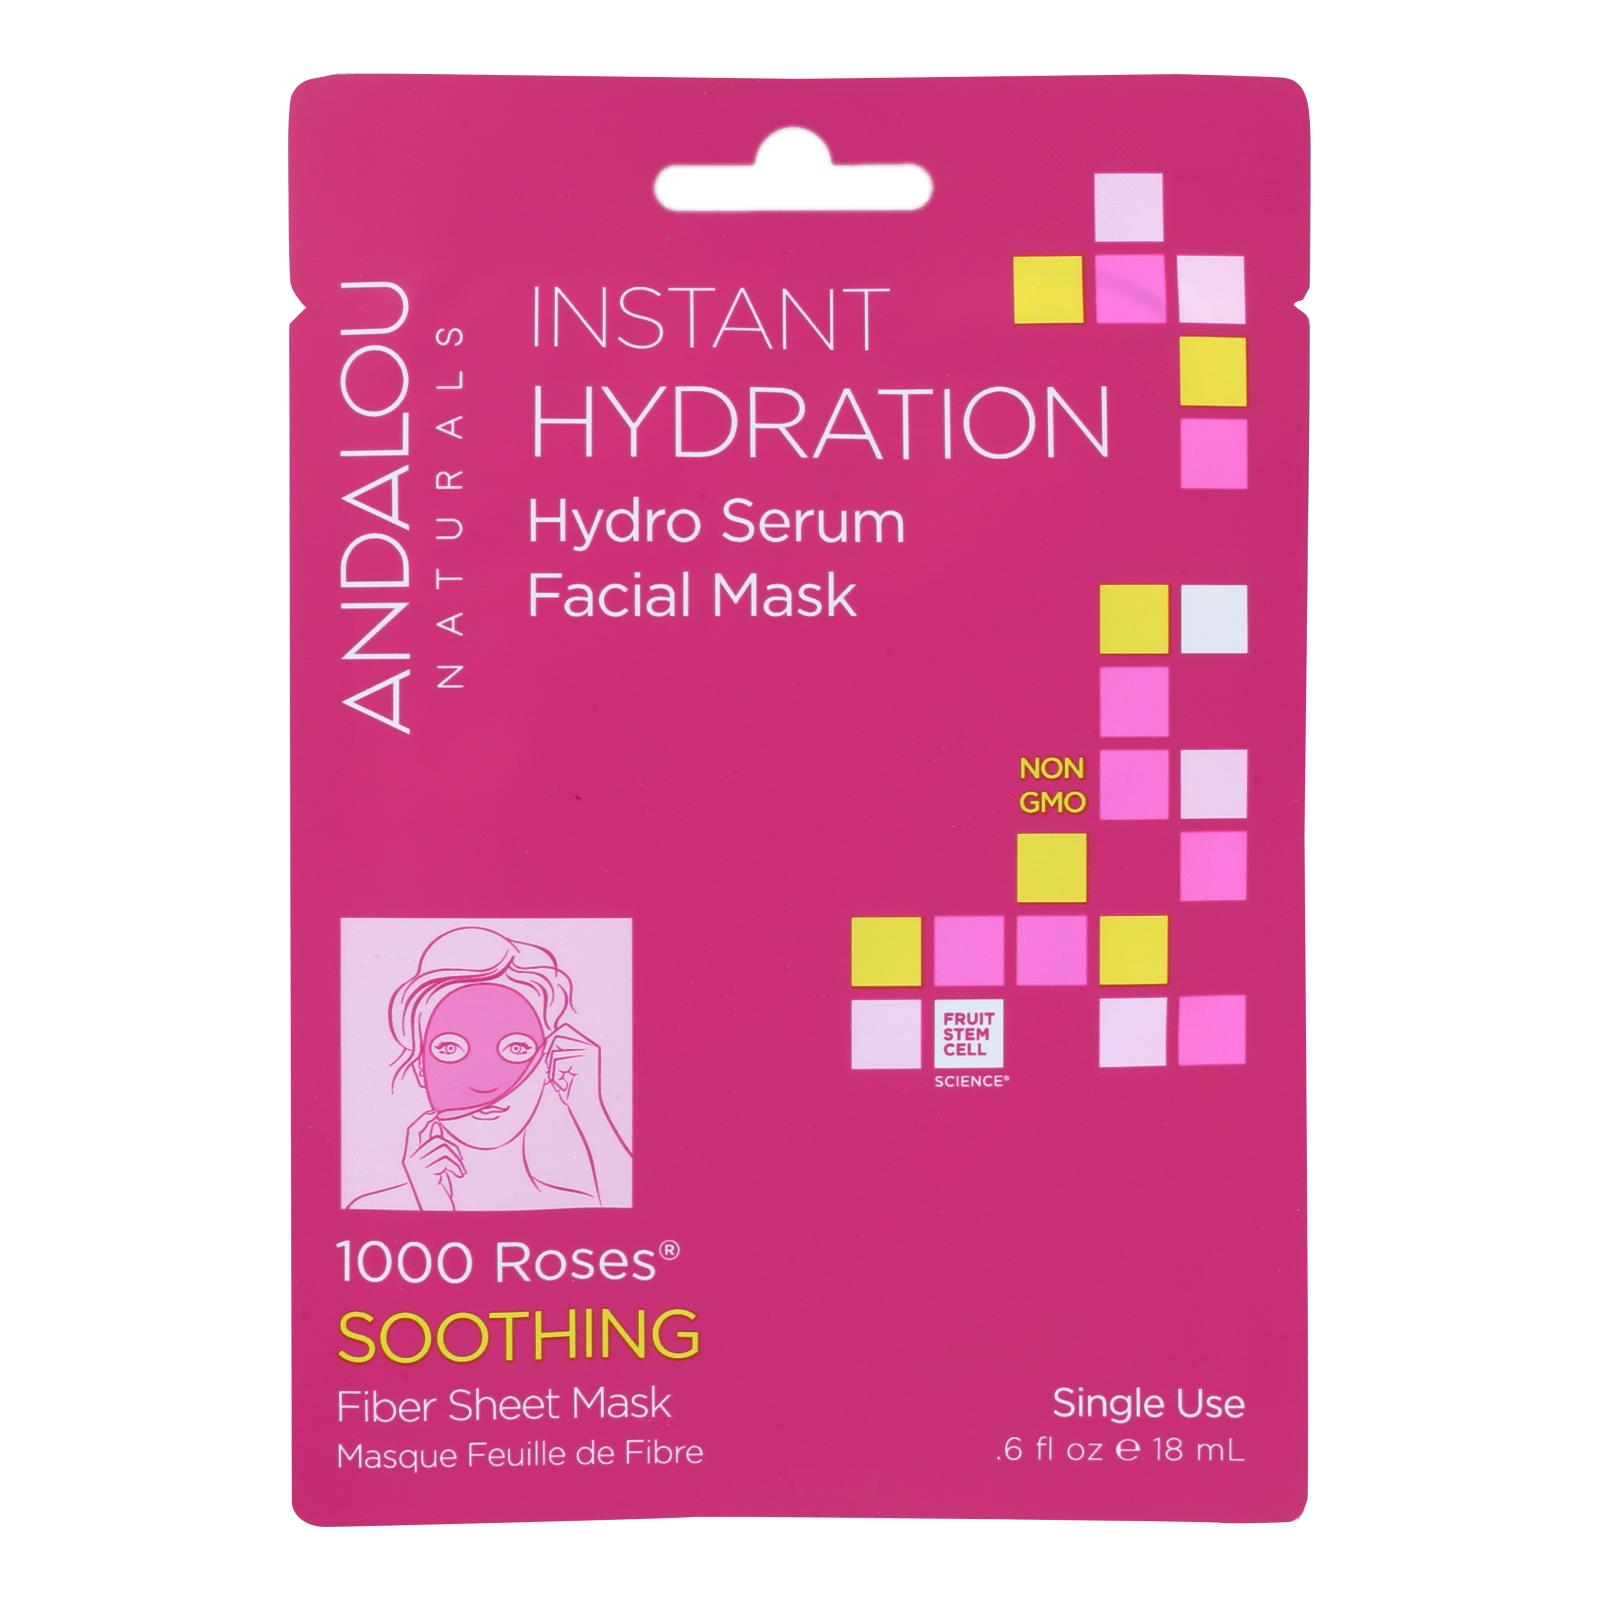 ANDALOU
NATURALS
INSTANT
HYDRATION
Hydro Serum
Facial Mask
NON
GMO
FRUIT
STEM
CELL
SCIENCE®
1000 Roses®
SOOTHING
Fiber Sheet Mask
Masque Feuille de Fibre
Single Use
.6 fl oz ℮ 18 mL